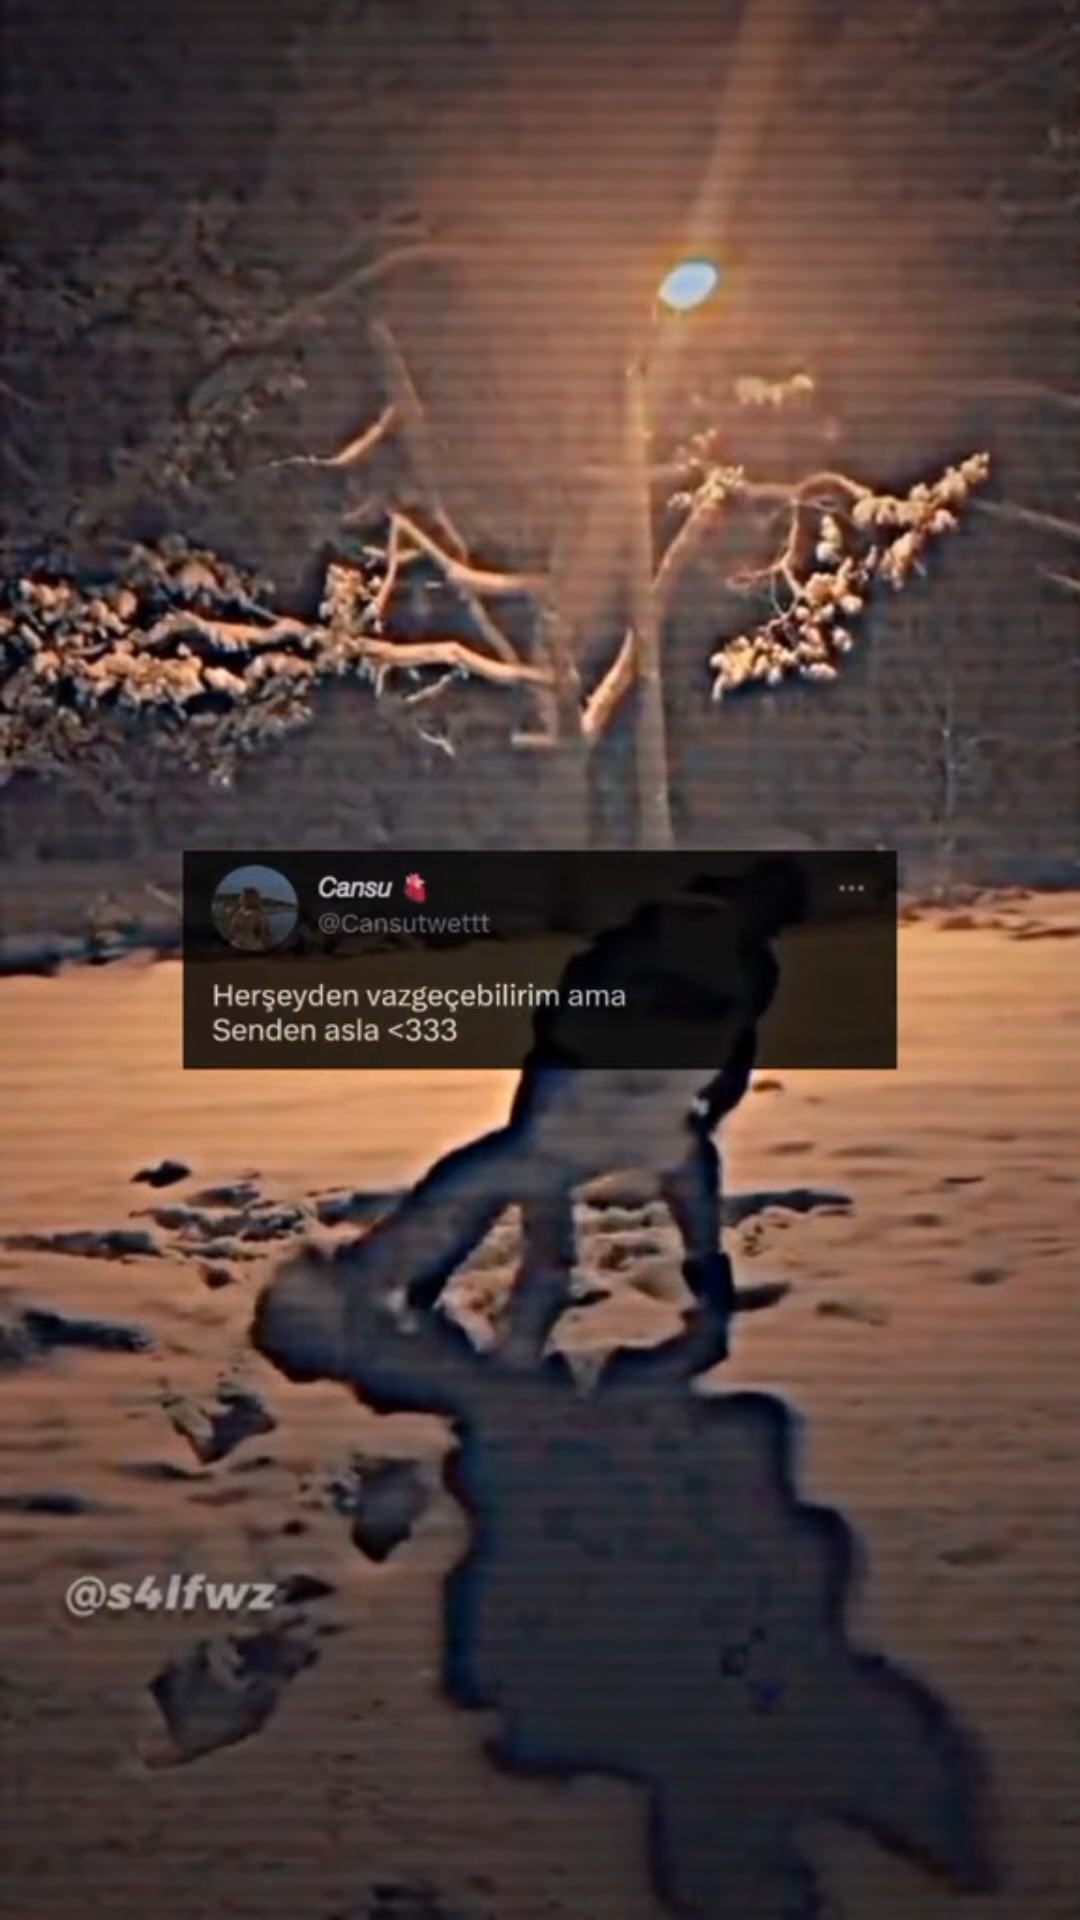 Cansu 🫀
@Cansutwettt
Herşeyden vazgeçebilirim ama
Senden asla <333
@s4lfwz